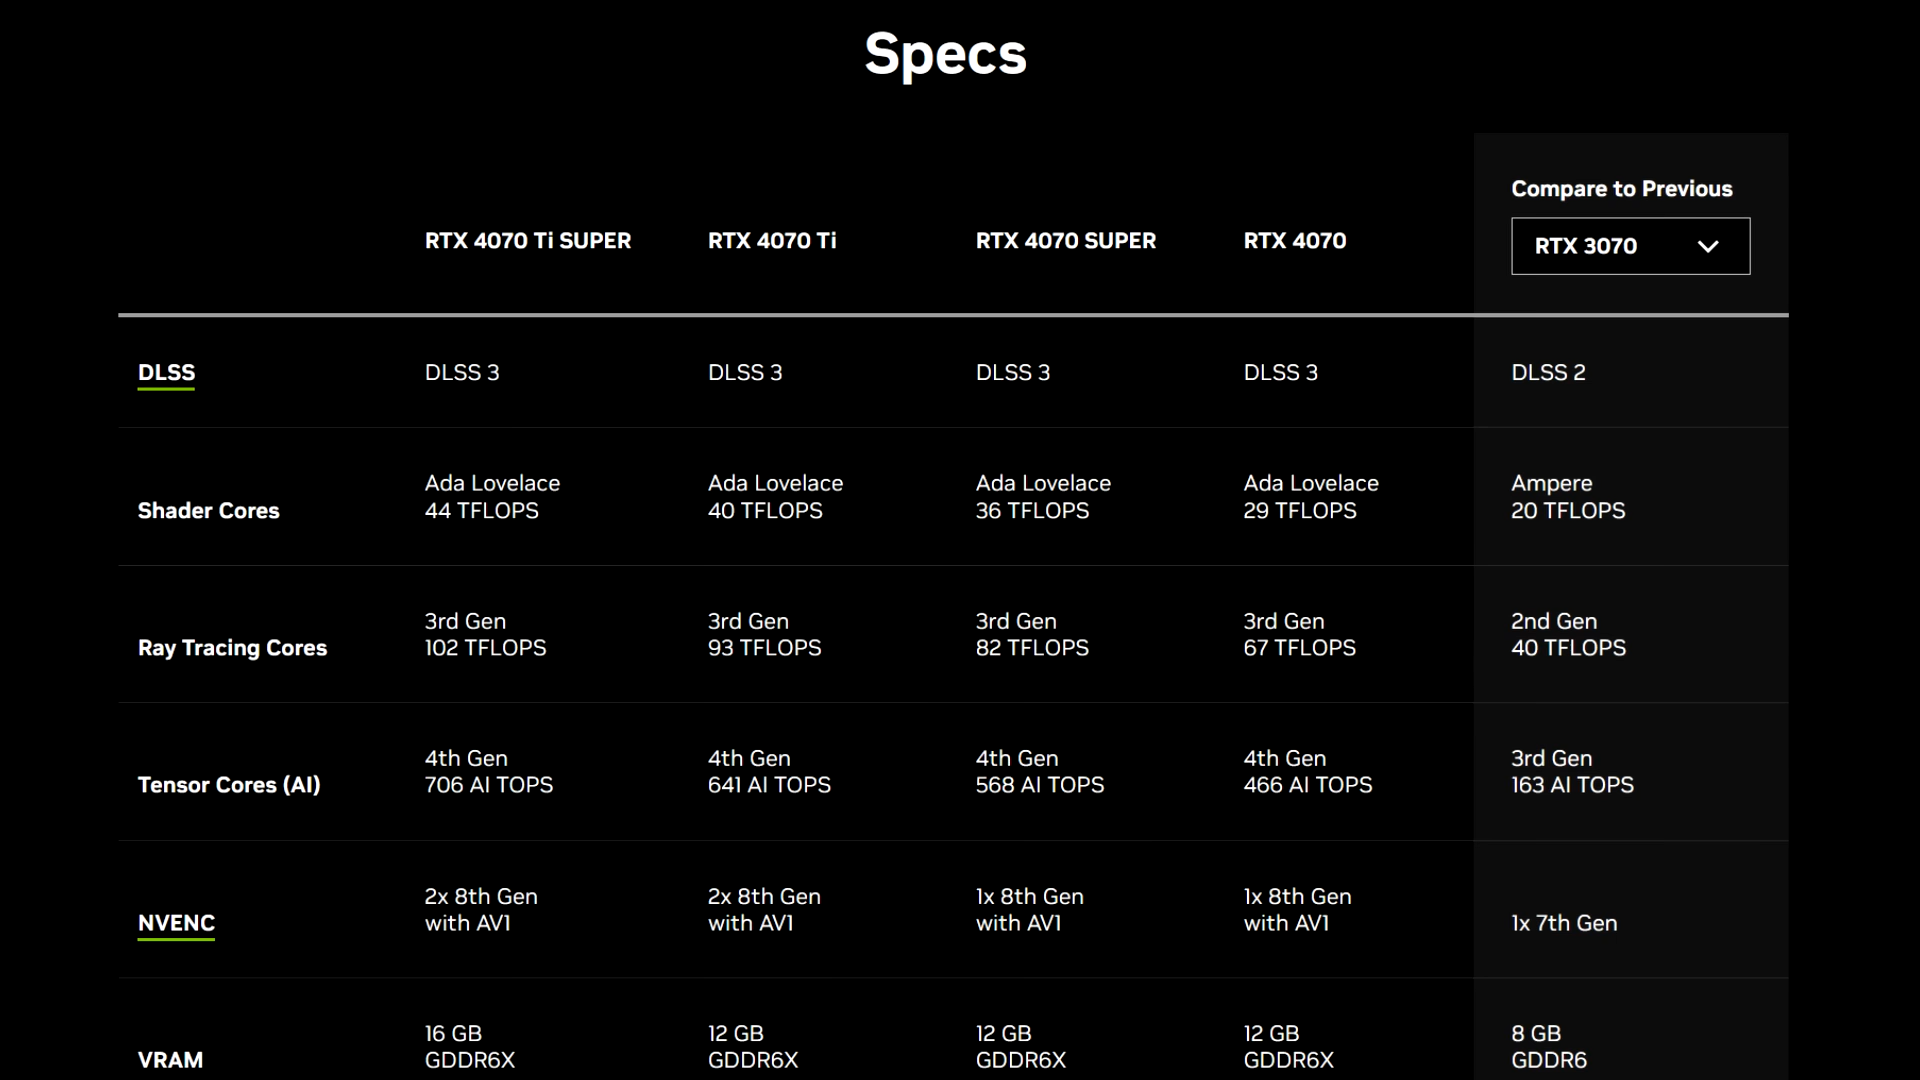 Specs
Compare to Previous
RTX 4070 Ti SUPER RTX 4070 Ti RTX 4070 SUPER RTX 4070 RTX 3070
DLSS DLSS 3 DLSS 3 DLSS 3 DLSS 3 DLSS 2
Ada Lovelace Ada Lovelace Ada Lovelace Ada Lovelace Ampere
Shader Cores 44 TFLOPS 40 TFLOPS 36 TFLOPS 29 TFLOPS 20 TFLOPS
3rd Gen 3rd Gen 3rd Gen 3rd Gen 2nd Gen
Ray Tracing Cores 102 TFLOPS 93 TFLOPS 82 TFLOPS 67 TFLOPS 40 TFLOPS
4th Gen 4th Gen 4th Gen 4th Gen 3rd Gen
Tensor Cores (AI) 706 AI TOPS 641 AI TOPS 568 AI TOPS 466 AI TOPS 163 AI TOPS
2x 8th Gen 2x 8th Gen 1x 8th Gen 1x 8th Gen
NVENC with AV1 with AV1 with AV1 with AV1 1x 7th Gen
16 GB 12 GB 12 GB 12 GB 8 GB
VRAM GDDR6X GDDR6X GDDR6X GDDR6X GDDR6